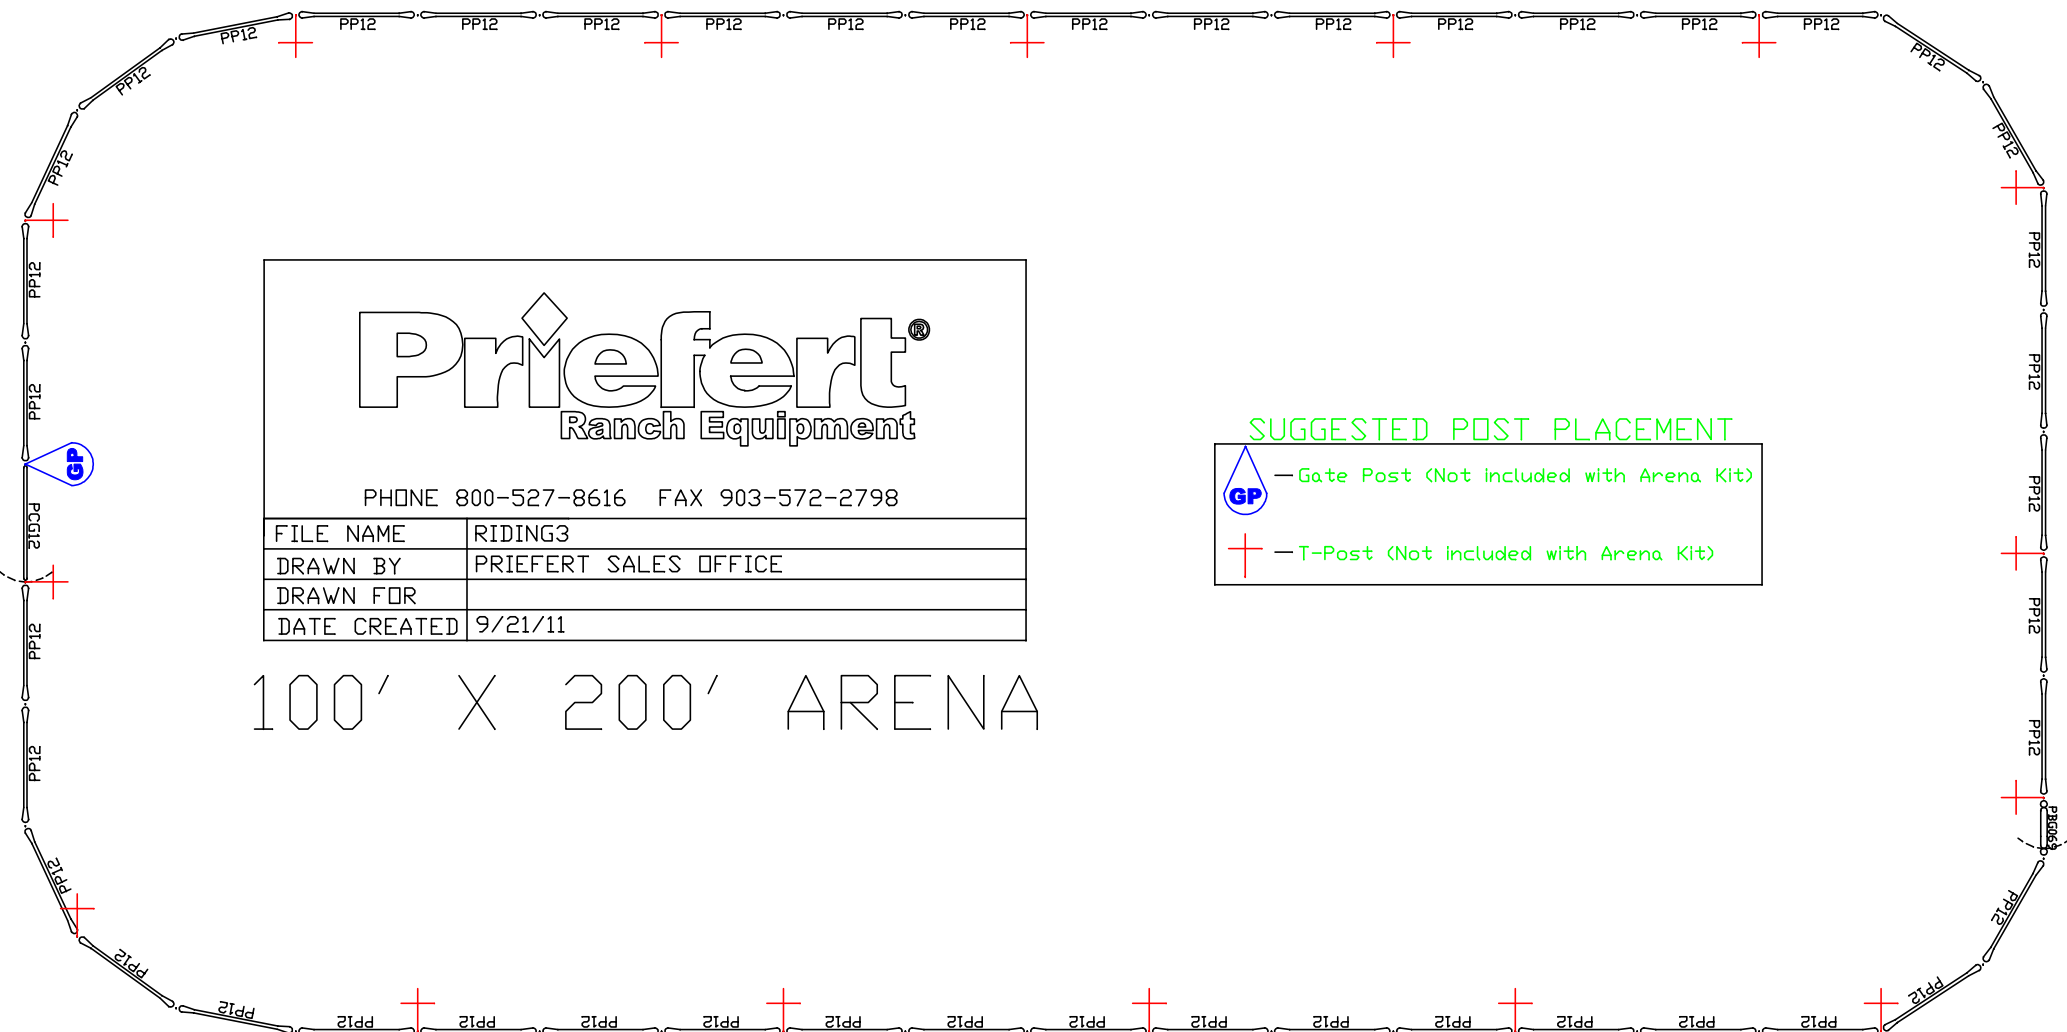 PP12 PP12 PP12 PP12 PP12 PP12 PP12 PP12 PP12 PP12 PP12 PP12 PP12 PP12
PP12
PP12
PP12
PP12
PP12
PP12
PP12
PCG12
PP12
PP12
Priefert®
Ranch Equipment
PHONE 800-527-8616 FAX 903-572-2798
FILE NAME RIDING3
DRAWN BY PRIEFERT SALES OFFICE
DRAWN FOR
DATE CREATED 9/21/11
100' X 200' ARENA
GP
SUGGESTED POST PLACEMENT
GP – Gate Post (Not included with Arena Kit)
– T-Post (Not included with Arena Kit)
PP12
PP12
PP12
PP12
PP12
PBG069
PP12
PP12
PP12
PP12
PP12 PP12 PP12 PP12 PP12 PP12 PP12 PP12 PP12 PP12 PP12 PP12 PP12 PP12